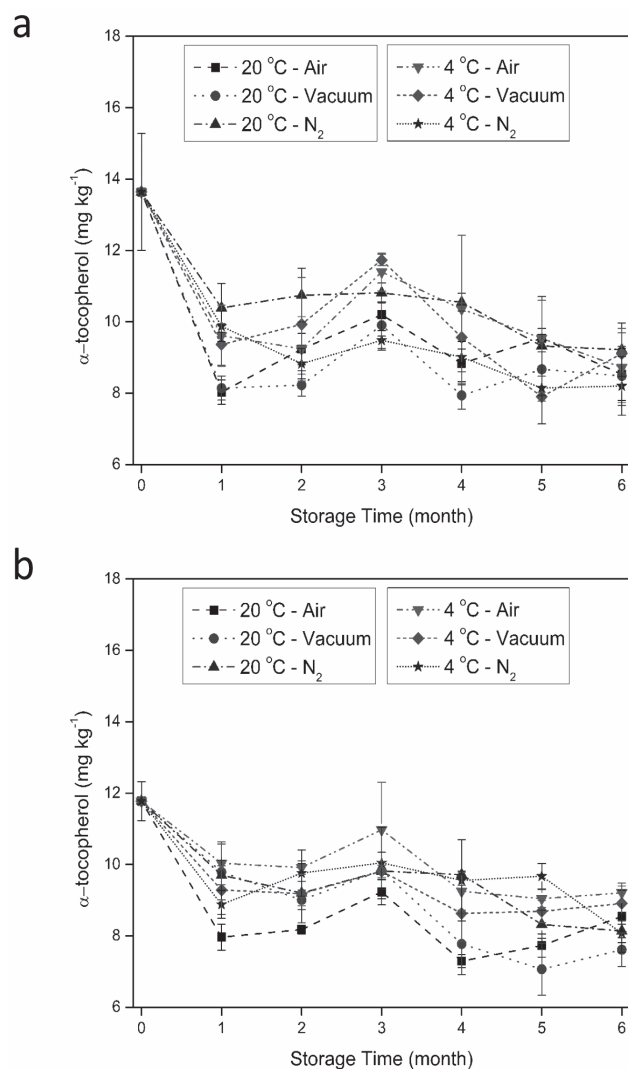 a
18
16
14
12
10
8
6
α-tocopherol (mg kg⁻¹)
20 °C - Air
20 °C - Vacuum
20 °C - N₂
4 °C - Air
4 °C - Vacuum
4 °C - N₂
0 1 2 3 4 5 6
Storage Time (month)
b
18
16
14
12
10
8
6
α-tocopherol (mg kg⁻¹)
20 °C - Air
20 °C - Vacuum
20 °C - N₂
4 °C - Air
4 °C - Vacuum
4 °C - N₂
0 1 2 3 4 5 6
Storage Time (month)